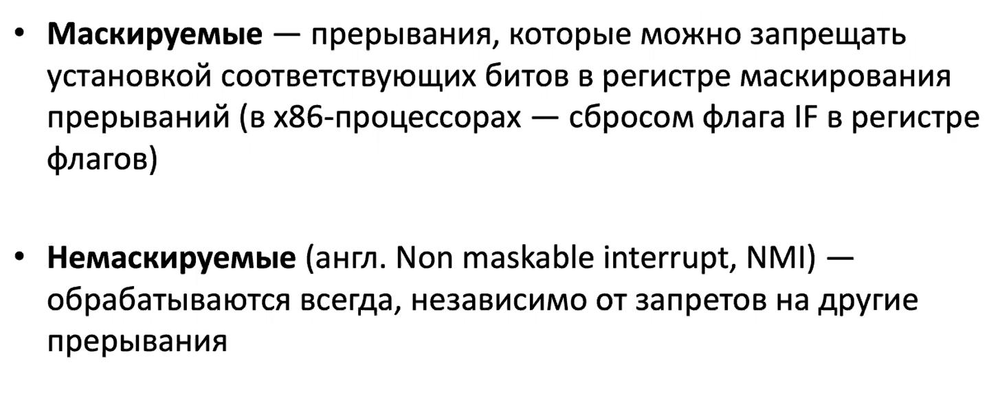 • Маскируемые — прерывания, которые можно запрещать
установкой соответствующих битов в регистре маскирования
прерываний (в x86-процессорах — сбросом флага IF в регистре
флагов)
• Немаскируемые (англ. Non maskable interrupt, NMI) —
обрабатываются всегда, независимо от запретов на другие
прерывания